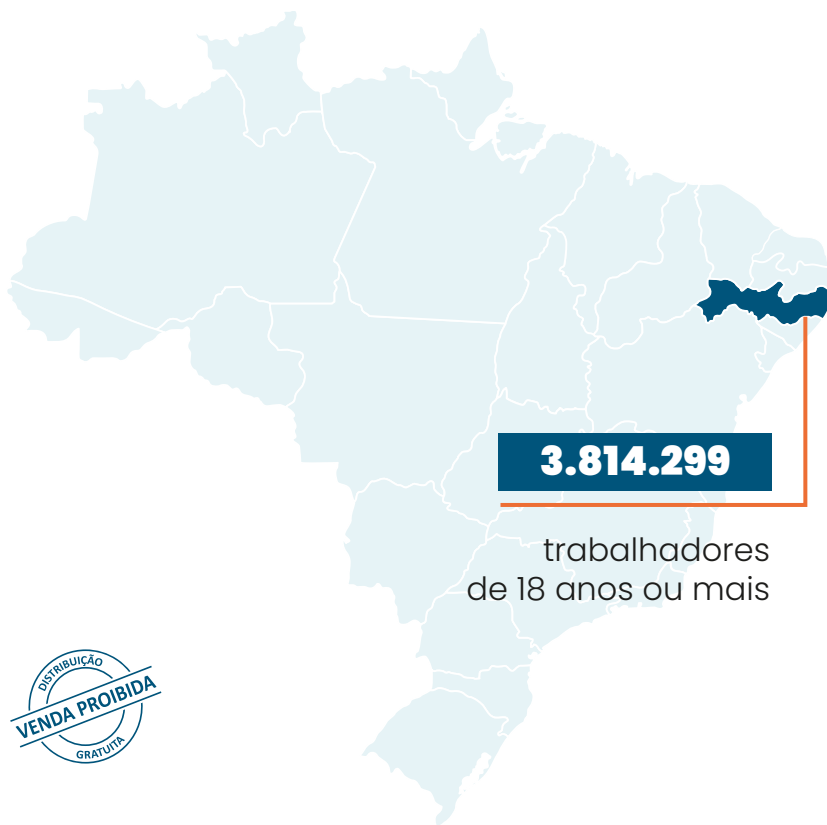 3.814.299
trabalhadores
de 18 anos ou mais
DISTRIBUIÇÃO
VENDA PROIBIDA
GRATUITA